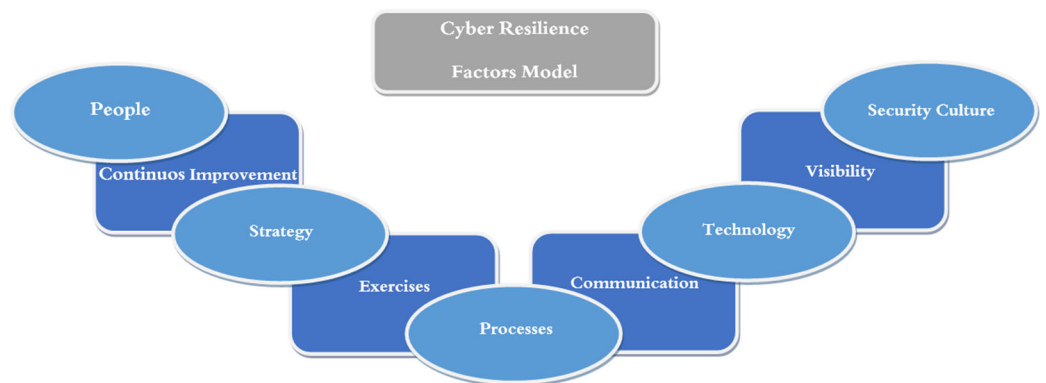 Cyber Resilience
Factors Model
People
Continuos Improvement
Strategy
Exercises
Processes
Communication
Technology
Visibility
Security Culture